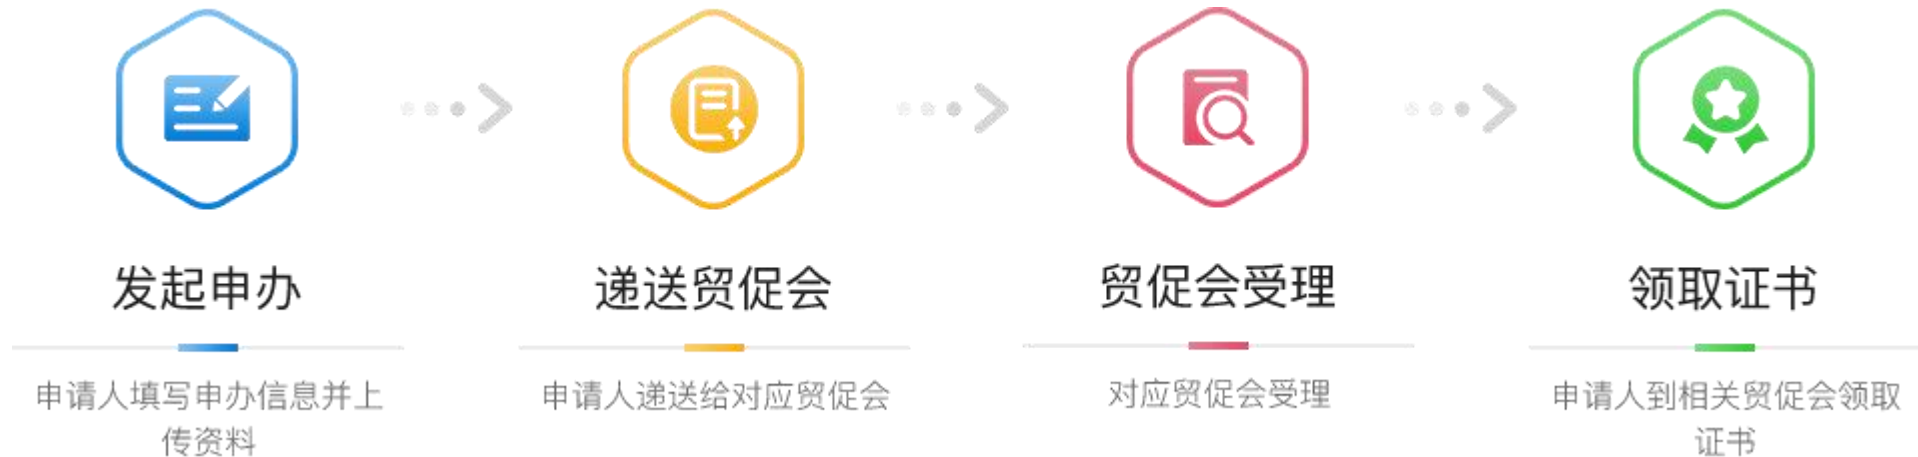 发起申办
申请人填写申办信息并上
传资料
递送贸促会
申请人递送给对应贸促会
贸促会受理
对应贸促会受理
领取证书
申请人到相关贸促会领取
证书